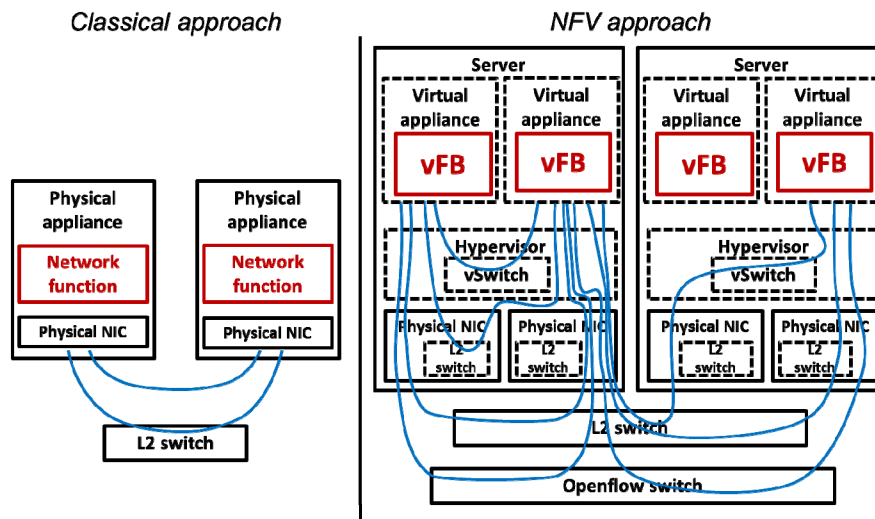 Classical approach
NFV approach
Physical
appliance
Network
function
Physical NIC
Physical
appliance
Network
function
Physical NIC
L2 switch
Server
Virtual
appliance
vFB
Virtual
appliance
vFB
Hypervisor
vSwitch
Physical NIC
L2
switch
Physical NIC
L2
switch
Server
Virtual
appliance
vFB
Virtual
appliance
vFB
Hypervisor
vSwitch
Physical NIC
L2
switch
Physical NIC
L2
switch
L2 switch
Openflow switch